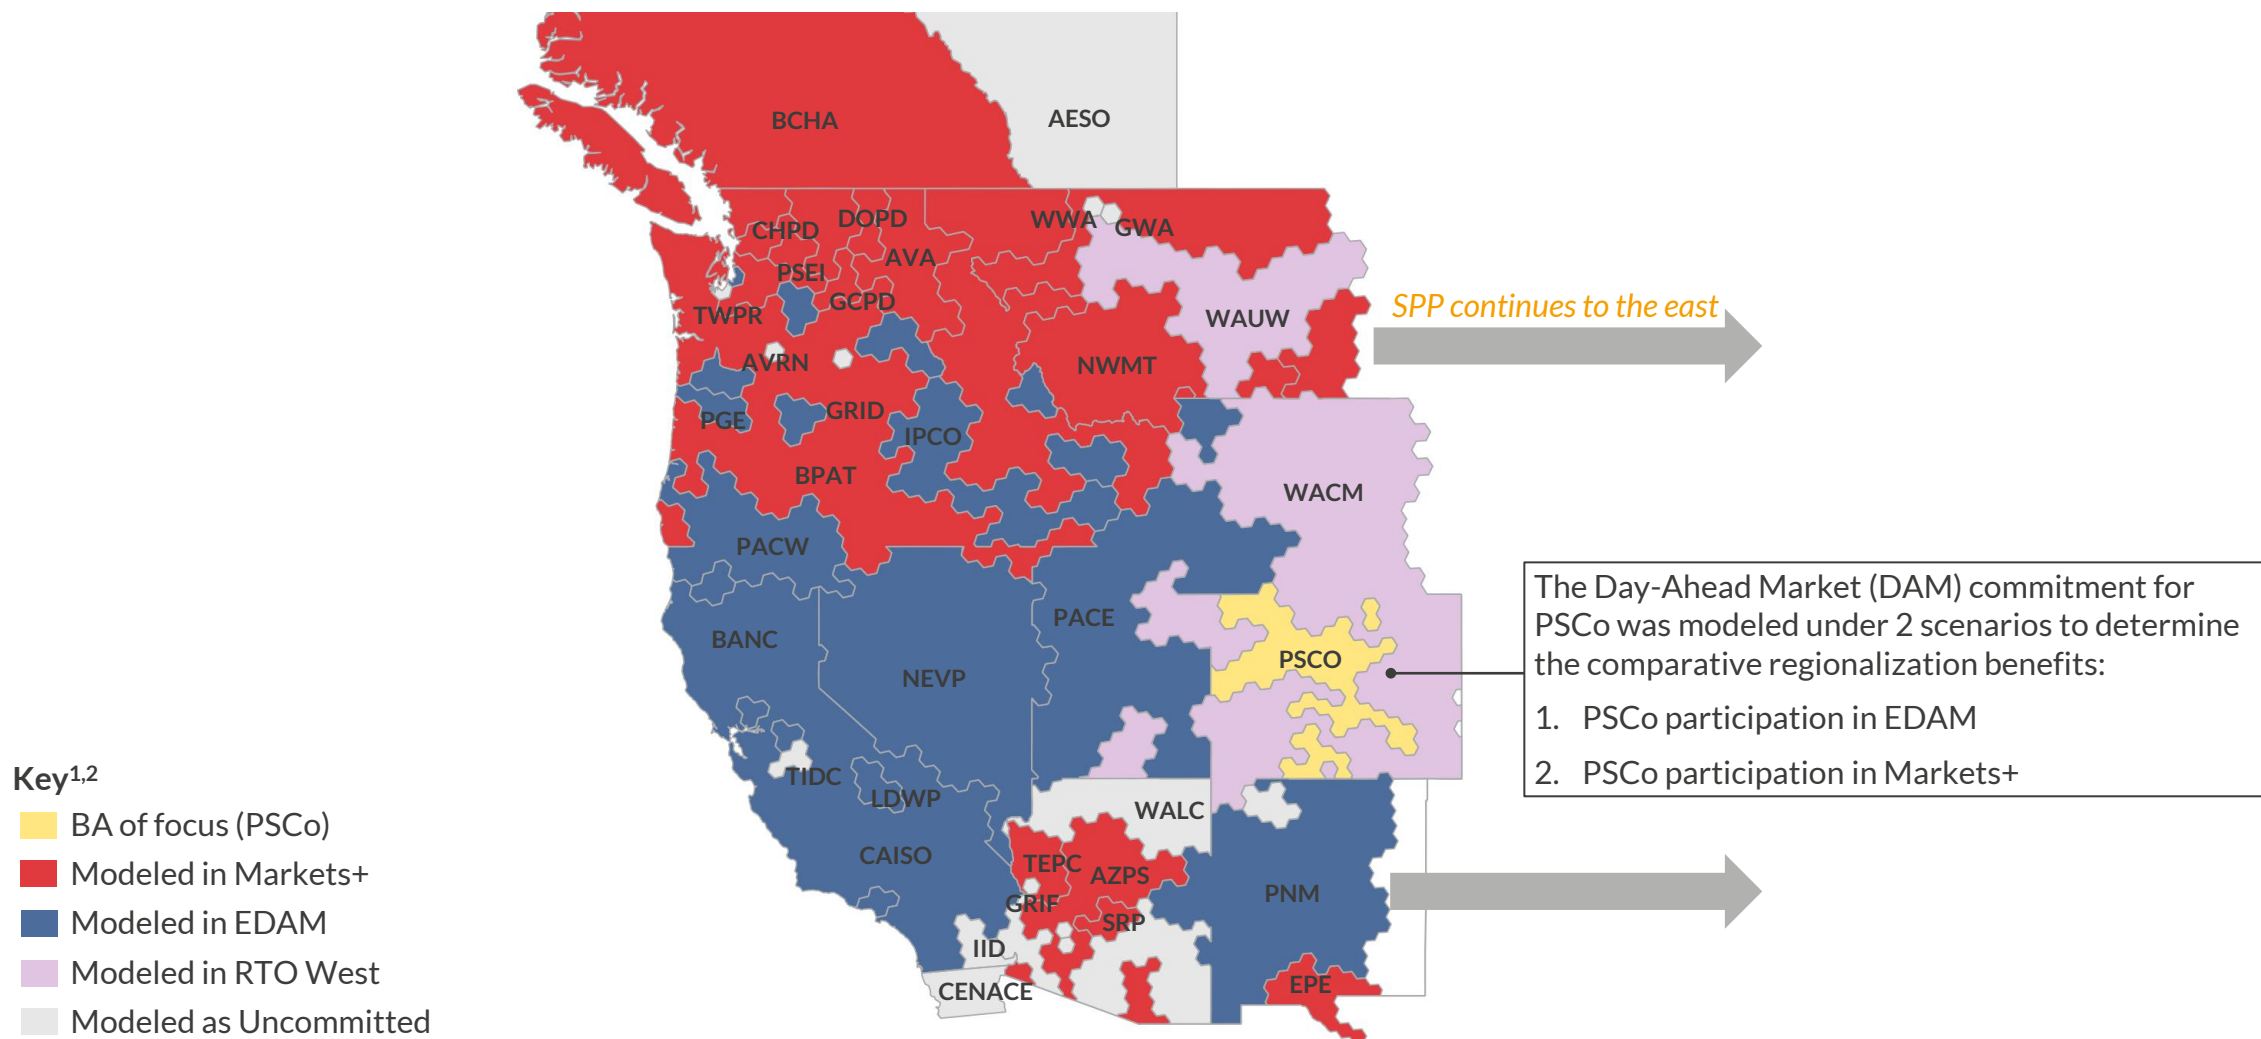 BCHA
AESO
WWA
GWA
DOPD
CHPD
AVA
PSEI
GCPD
TWPR
SPP continues to the east
WAUW
AVRN
NWMT
PGE
GRID
IPCO
BPAT
WACM
PACW
The Day-Ahead Market (DAM) commitment for
PSCo was modeled under 2 scenarios to determine
the comparative regionalization benefits:
1. PSCo participation in EDAM
2. PSCo participation in Markets+
PACE
BANC
PSCO
NEVP
TIDC
LDWP
WALC
CAISO
TEPC
AZPS
PNM
GRIF
SRP
IID
EPE
CENACE
Key1,2
BA of focus (PSCo)
Modeled in Markets+
Modeled in EDAM
Modeled in RTO West
Modeled as Uncommitted